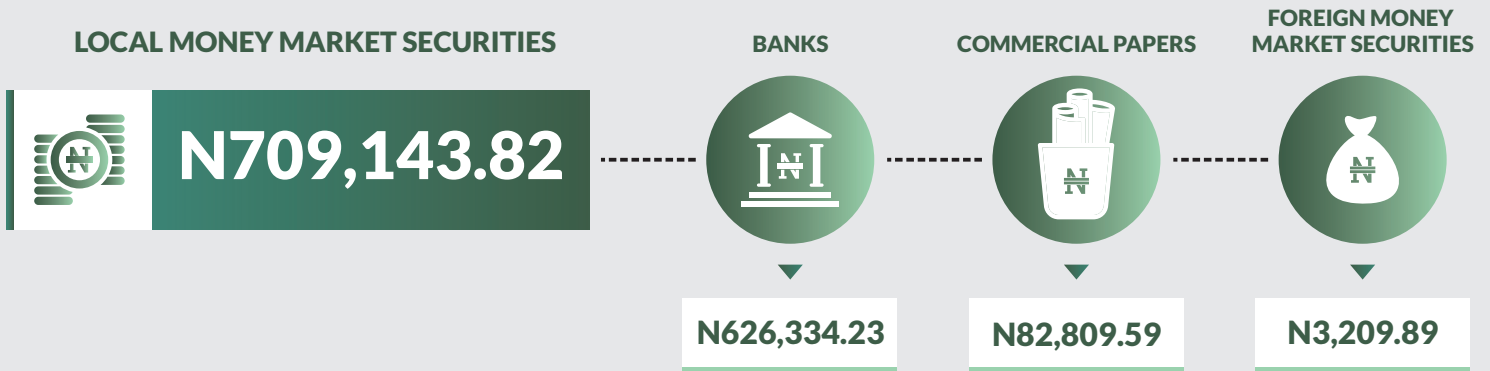 LOCAL MONEY MARKET SECURITIES
N709,143.82
BANKS
N626,334.23
COMMERCIAL PAPERS
N82,809.59
FOREIGN MONEY
MARKET SECURITIES
N3,209.89